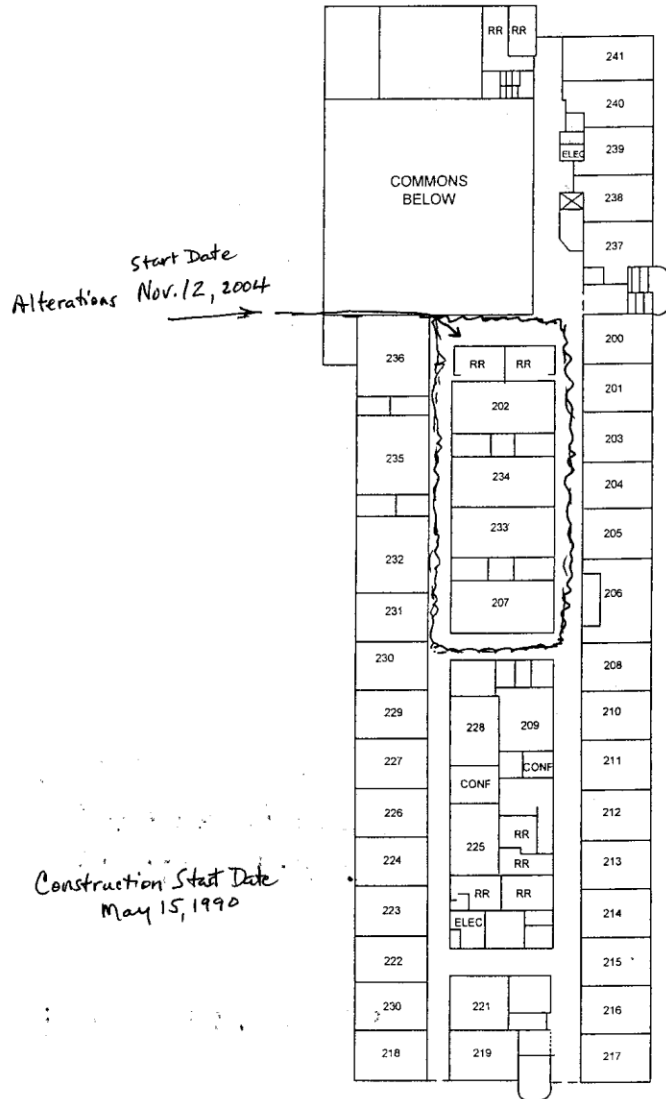 RR RR
241
240
ELEC 239
COMMONS
BELOW
238
237
Start Date
Alterations Nov. 12, 2004
236
RR RR
200
202
201
235
203
234
204
233
205
232
207
206
231
230
208
229
228
209
210
227
CONF
CONF
211
226
212
225
RR
224
RR
213
Construction Start Date
May 15, 1990
223
RR RR
214
ELEC
222
215
230
221
216
218
219
217